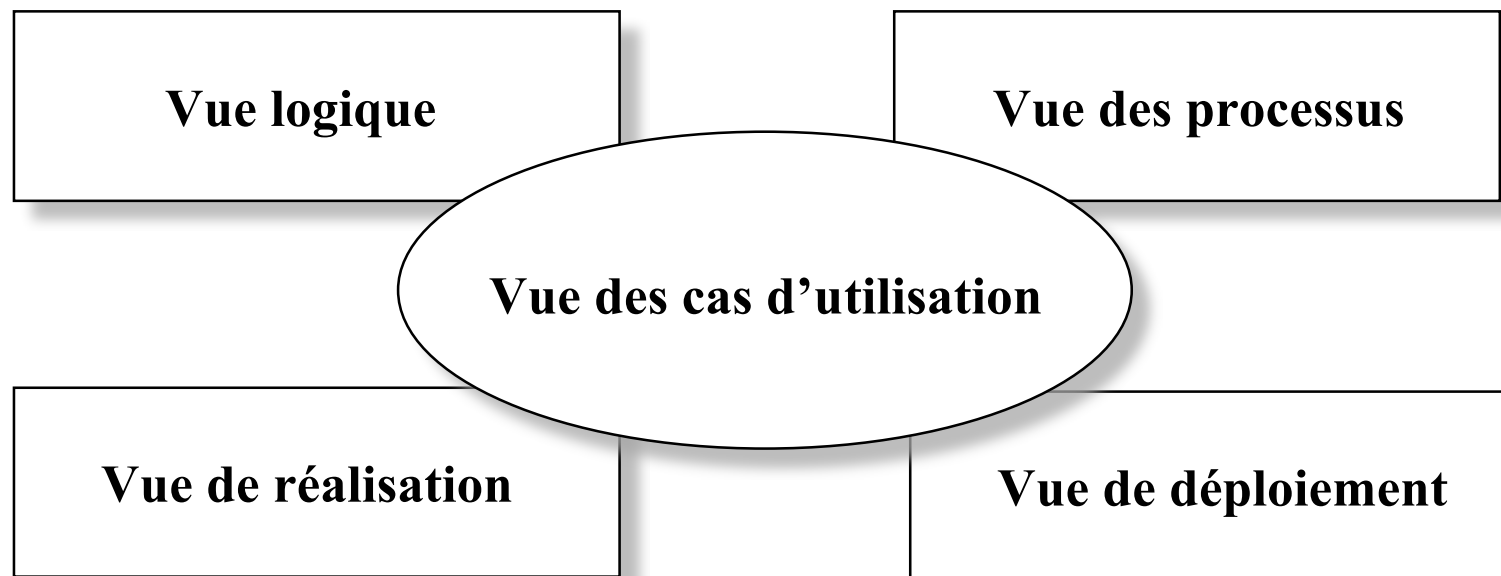 Vue logique
Vue des processus
Vue des cas d’utilisation
Vue de réalisation
Vue de déploiement